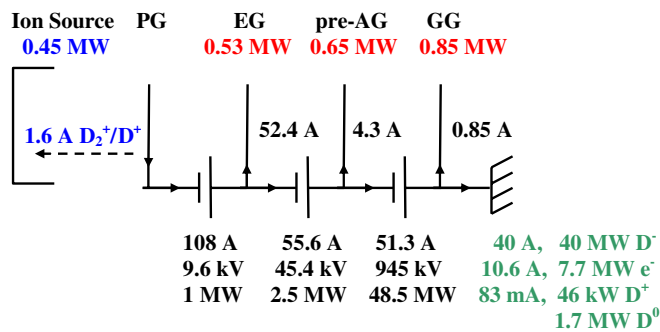 Ion Source PG EG pre-AG GG
0.45 MW 0.53 MW 0.65 MW 0.85 MW
1.6 A D₂⁺/D⁺ 52.4 A 4.3 A 0.85 A
108 A 55.6 A 51.3 A 40 A, 40 MW D⁻
9.6 kV 45.4 kV 945 kV 10.6 A, 7.7 MW e⁻
1 MW 2.5 MW 48.5 MW 83 mA, 46 kW D⁺
1.7 MW D⁰